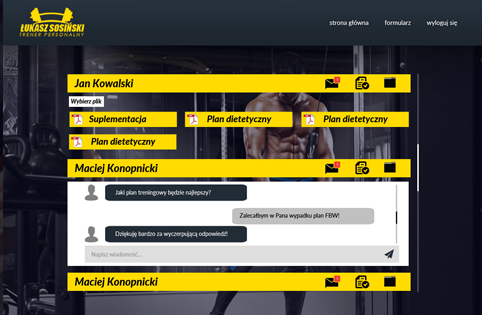 ŁUKASZ SOSIŃSKI
TRENER PERSONALNY
strona główna
formularz
wyloguj się
Jan Kowalski
Wybierz plik
Suplementacja
Plan dietetyczny
Plan dietetyczny
Plan dietetyczny
Maciej Konopnicki
Jaki plan treningowy będzie najlepszy?
Zalecałbym w Pana wypadku plan FBW!
Dziękuję bardzo za wyczerpującą odpowiedź!
Napisz wiadomość...
Maciej Konopnicki